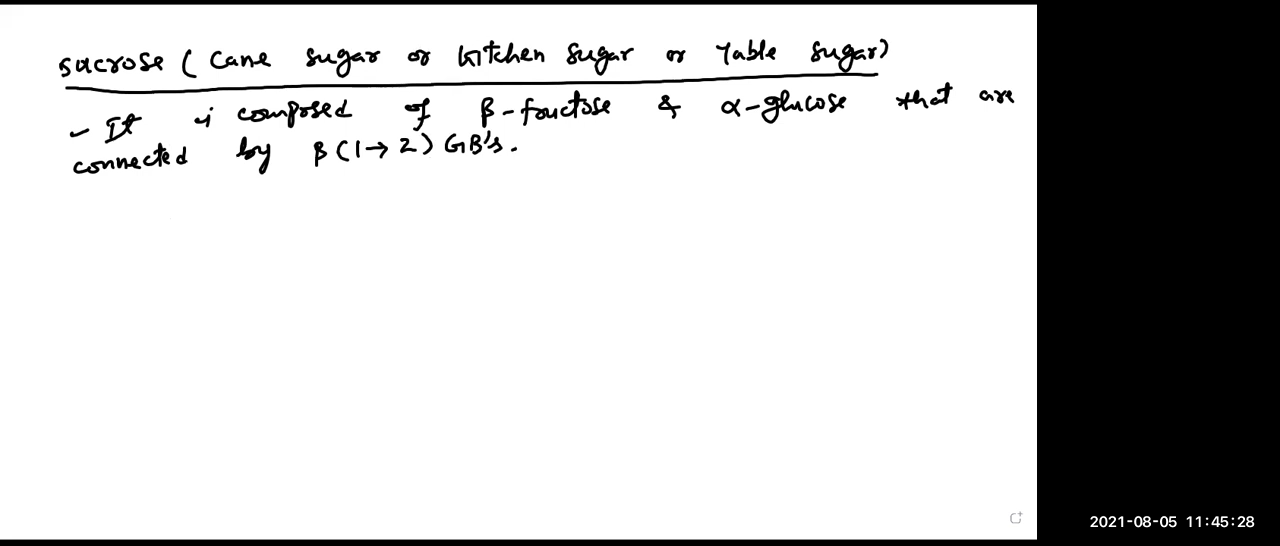 sucrose ( Cane sugar or kitchen sugar or Table sugar)
- It is composed of β-fructose & α-glucose that are
connected by β(1→2) GB's.
2021-08-05 11:45:28